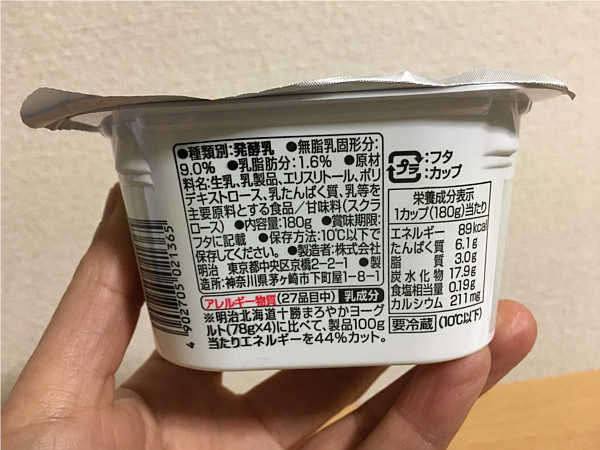 ●種類別:発酵乳 ●無脂乳固形分:
9.0% ●乳脂肪分:1.6% ●原材
料名:生乳、乳製品、エリスリトール、ポリ
デキストロース、乳たんぱく質、乳等を
主要原料とする食品/甘味料(スクラ
ロース) ●内容量:180g ●賞味期限:
フタに記載 ●保存方法:10℃以下で
保存してください。 ●製造者:株式会社
明治 東京都中央区京橋2-2-1 ●製
造所:神奈川県茅ヶ崎市下町屋1-8-1
アレルギー物質(27品目中) 乳成分
※明治北海道十勝まろやかヨーグ
ルト(78g×4)に比べて、製品100g
当たりエネルギーを44%カット。
プラ
:フタ
:カップ
栄養成分表示
1カップ(180g)当たり
エネルギー 89kcal
たんぱく質 6.1g
脂質 3.0g
炭水化物 17.9g
食塩相当量 0.19g
カルシウム 211mg
要冷蔵 (10℃以下)
4 902705 021365